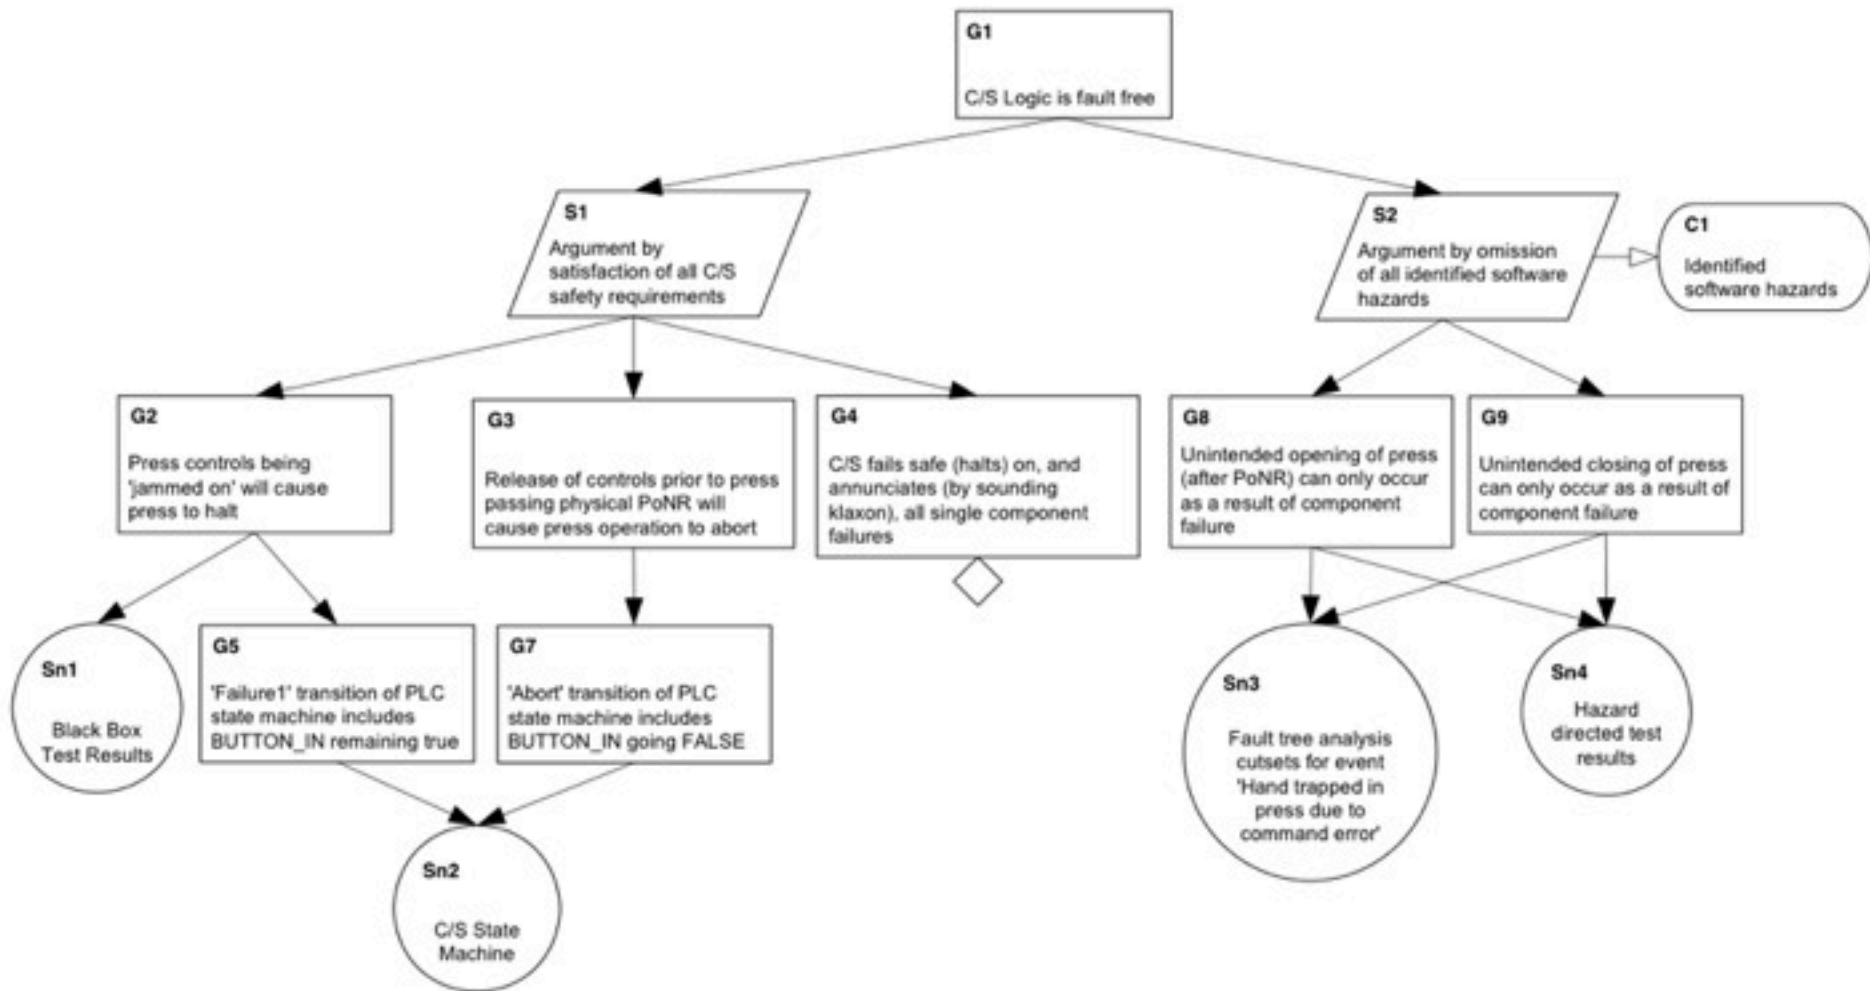 G1
C/S Logic is fault free
S1
Argument by
satisfaction of all C/S
safety requirements
S2
Argument by omission
of all identified software
hazards
C1
Identified
software hazards
G2
Press controls being
'jammed on' will cause
press to halt
G3
Release of controls prior to press
passing physical PoNR will
cause press operation to abort
G4
C/S fails safe (halts) on, and
annunciates (by sounding
klaxon), all single component
failures
G8
Unintended opening of press
(after PoNR) can only occur
as a result of component
failure
G9
Unintended closing of press
can only occur as a result of
component failure
Sn1
Black Box
Test Results
G5
'Failure1' transition of PLC
state machine includes
BUTTON_IN remaining true
G7
'Abort' transition of PLC
state machine includes
BUTTON_IN going FALSE
Sn3
Fault tree analysis
cutsets for event
'Hand trapped in
press due to
command error'
Sn4
Hazard
directed test
results
Sn2
C/S State
Machine